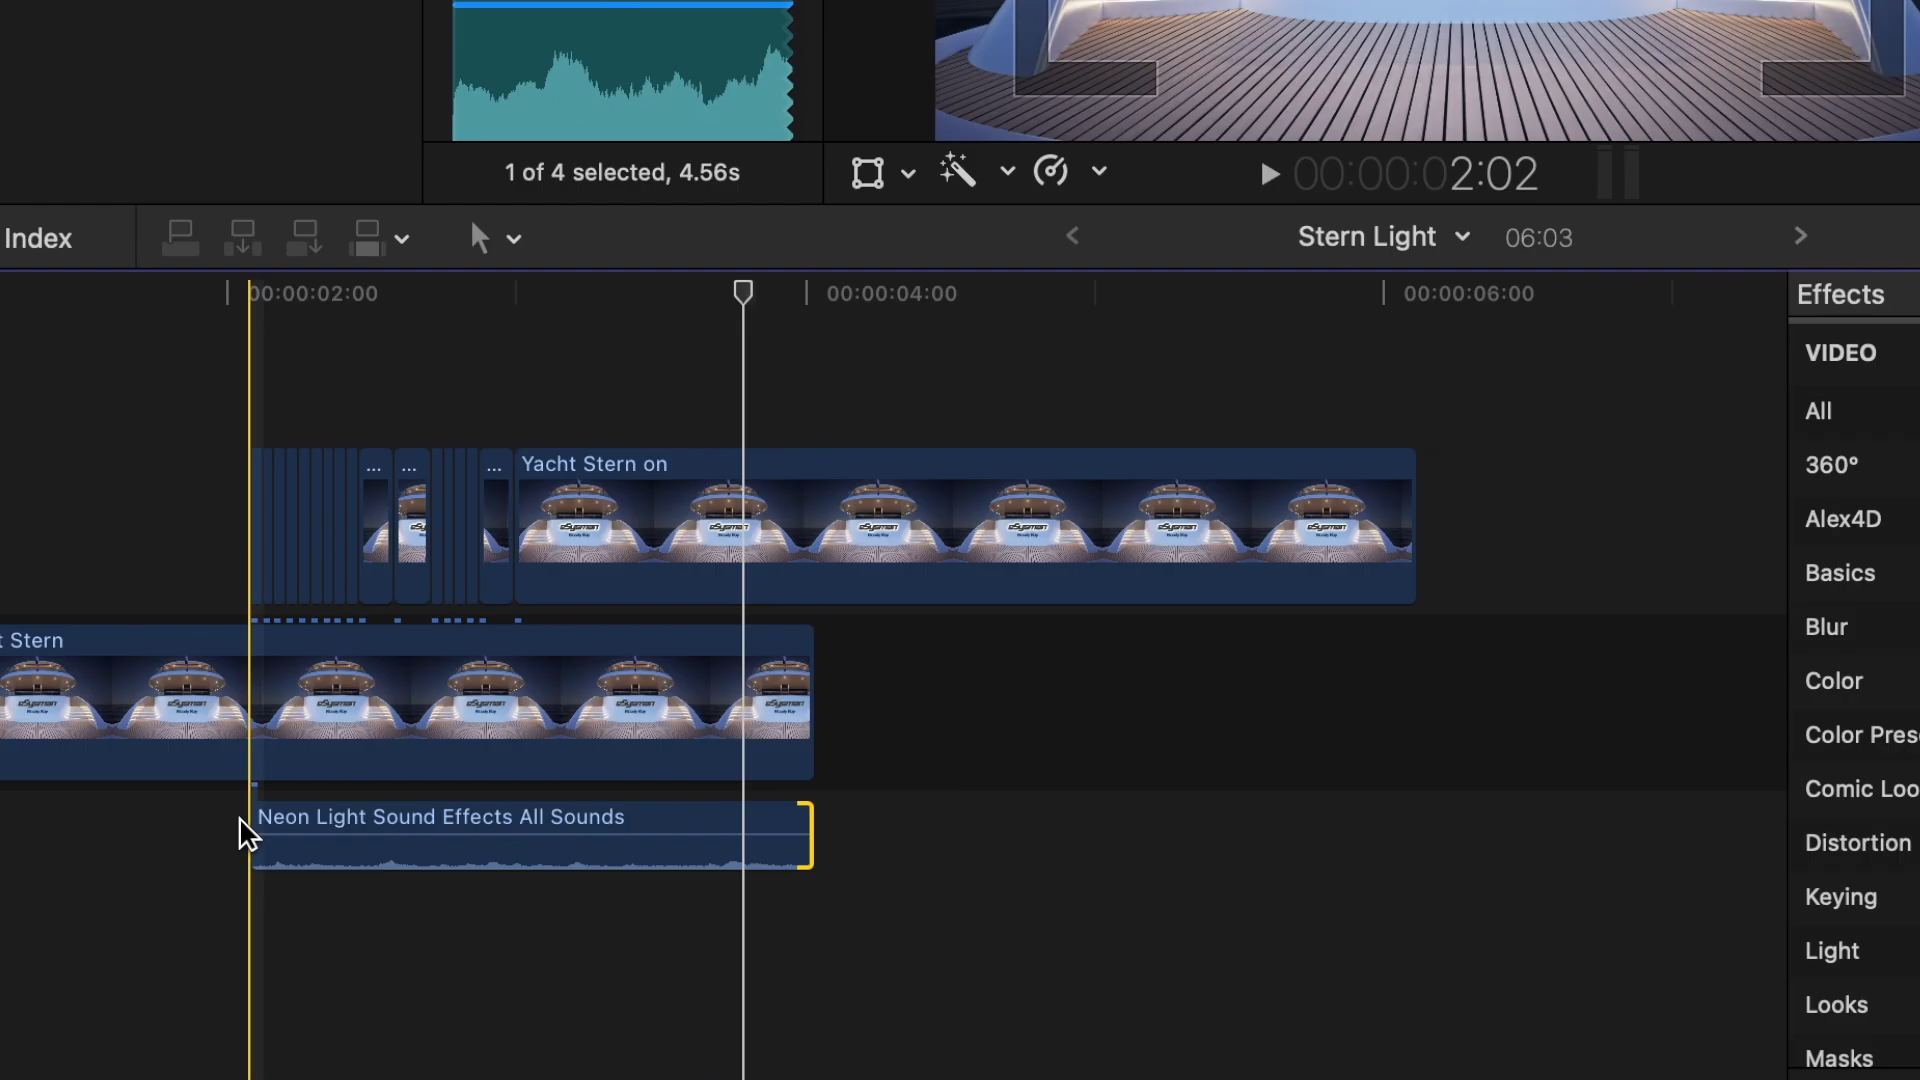 1 of 4 selected, 4.56s
00:00:02:02
Index
Stern Light
06:03
00:00:02:00
00:00:04:00
00:00:06:00
Effects
VIDEO
All
360°
Alex4D
Basics
Blur
Color
Color Pres
Comic Loo
Distortion
Keying
Light
Looks
Masks
...
...
...
Yacht Stern on
t Stern
Neon Light Sound Effects All Sounds